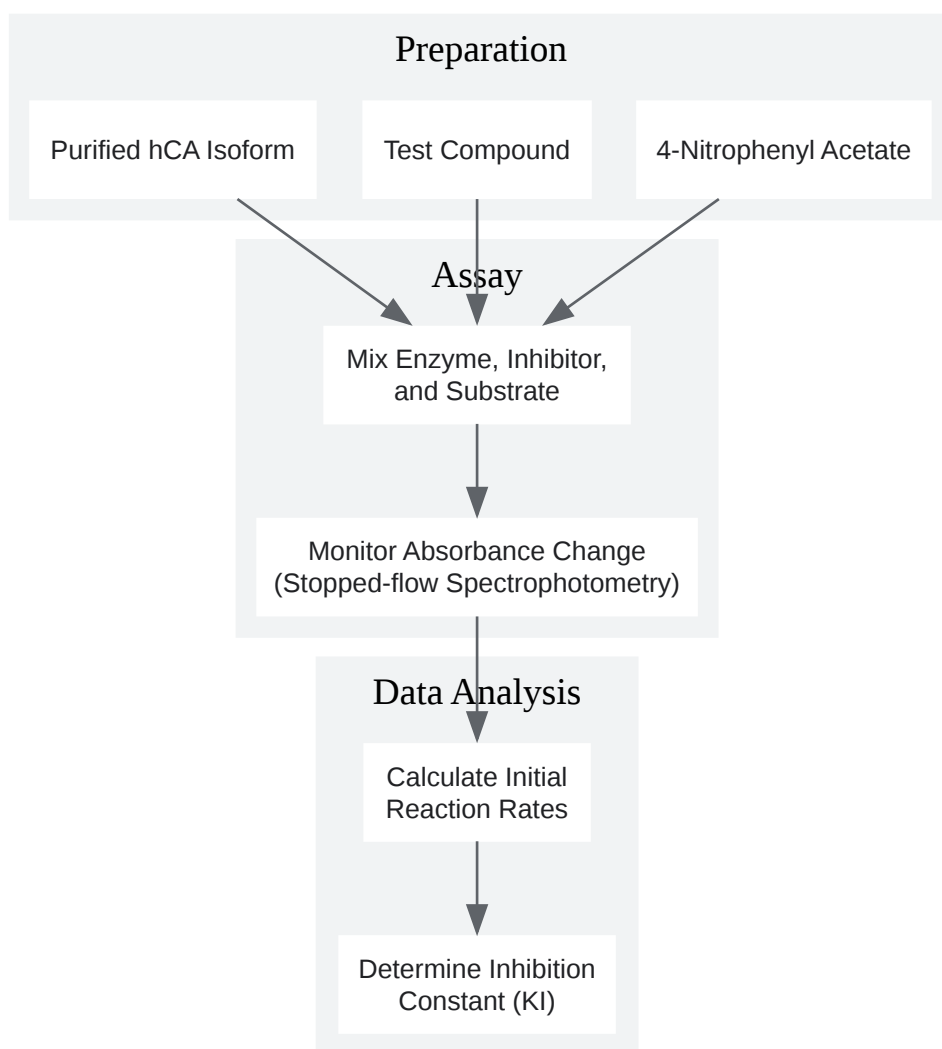 Preparation
Purified hCA Isoform
Test Compound
4-Nitrophenyl Acetate
Assay
Mix Enzyme, Inhibitor,
and Substrate
Monitor Absorbance Change
(Stopped-flow Spectrophotometry)
Data Analysis
Calculate Initial
Reaction Rates
Determine Inhibition
Constant (KI)